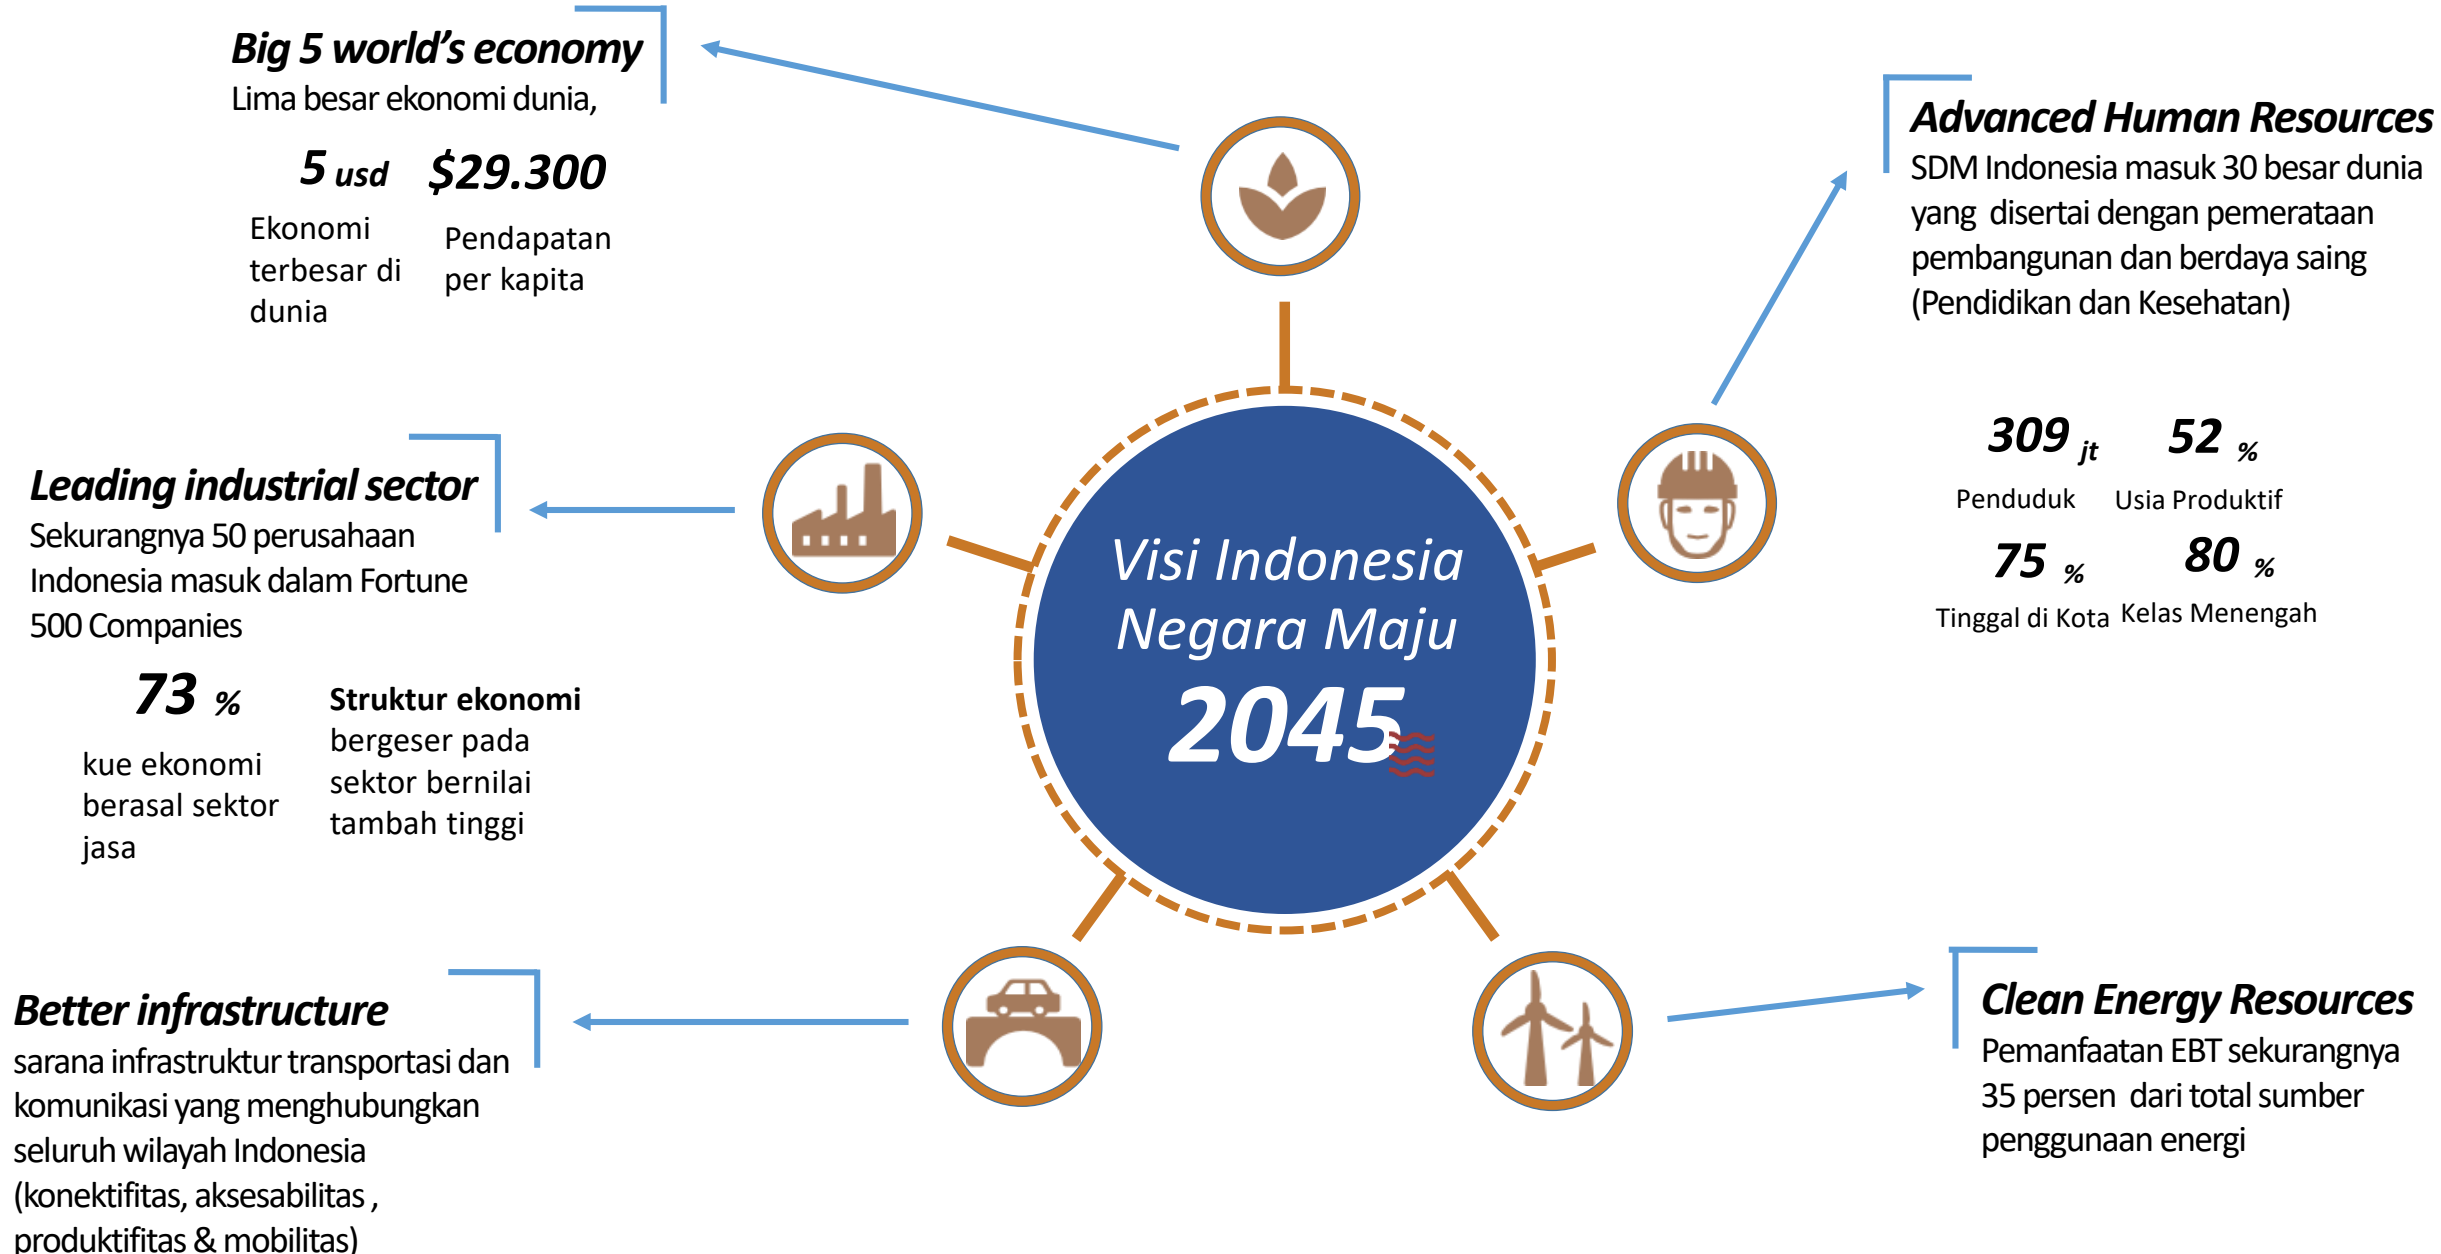 Big 5 world's economy
Lima besar ekonomi dunia,
5 usd
Ekonomi
terbesar di
dunia
$29.300
Pendapatan
per kapita
Advanced Human Resources
SDM Indonesia masuk 30 besar dunia
yang disertai dengan pemerataan
pembangunan dan berdaya saing
(Pendidikan dan Kesehatan)
309 jt
Penduduk
52 %
Usia Produktif
75 %
Tinggal di Kota
80 %
Kelas Menengah
Leading industrial sector
Sekurangnya 50 perusahaan
Indonesia masuk dalam Fortune
500 Companies
73 %
kue ekonomi
berasal sektor
jasa
Struktur ekonomi
bergeser pada
sektor bernilai
tambah tinggi
Visi Indonesia
Negara Maju
2045
Better infrastructure
sarana infrastruktur transportasi dan
komunikasi yang menghubungkan
seluruh wilayah Indonesia
(konektifitas, aksesabilitas ,
produktifitas & mobilitas)
Clean Energy Resources
Pemanfaatan EBT sekurangnya
35 persen dari total sumber
penggunaan energi